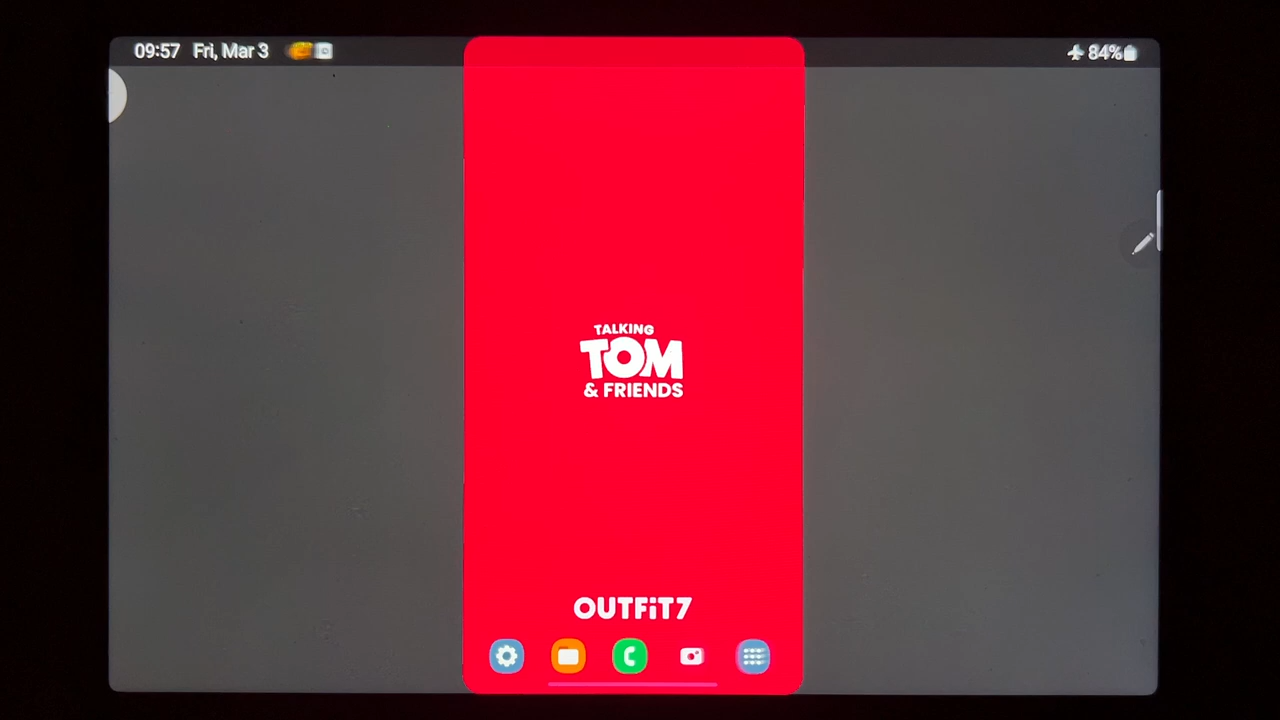 09:57 Fri, Mar 3
84%
TALKING
TOM
& FRIENDS
OUTFiT7